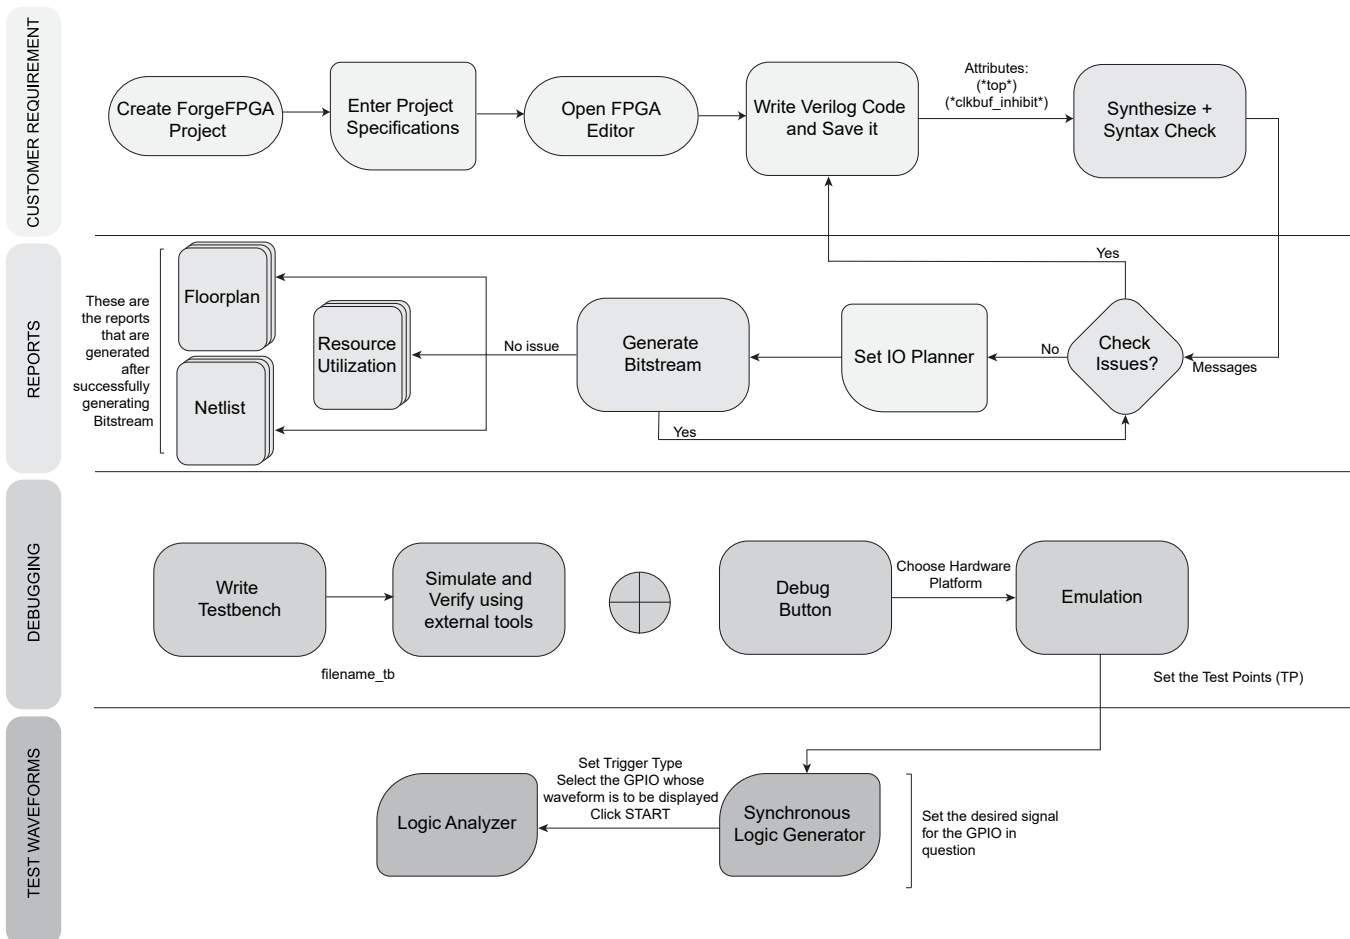 CUSTOMER REQUIREMENT
Create ForgeFPGA
Project
Enter Project
Specifications
Open FPGA
Editor
Write Verilog Code
and Save it
Attributes:
(*top*)
(*clkbuf_inhibit*)
Synthesize +
Syntax Check
REPORTS
These are
the reports
that are
generated
after
successfully
generating
Bitstream
Floorplan
Netlist
Resource
Utilization
No issue
Generate
Bitstream
Yes
Set IO Planner
No
Check
Issues?
Yes
Messages
DEBUGGING
Write
Testbench
filename_tb
Simulate and
Verify using
external tools
Debug
Button
Choose Hardware
Platform
Emulation
Set the Test Points (TP)
TEST WAVEFORMS
Logic Analyzer
Set Trigger Type
Select the GPIO whose
waveform is to be displayed
Click START
Synchronous
Logic Generator
Set the desired signal
for the GPIO in
question